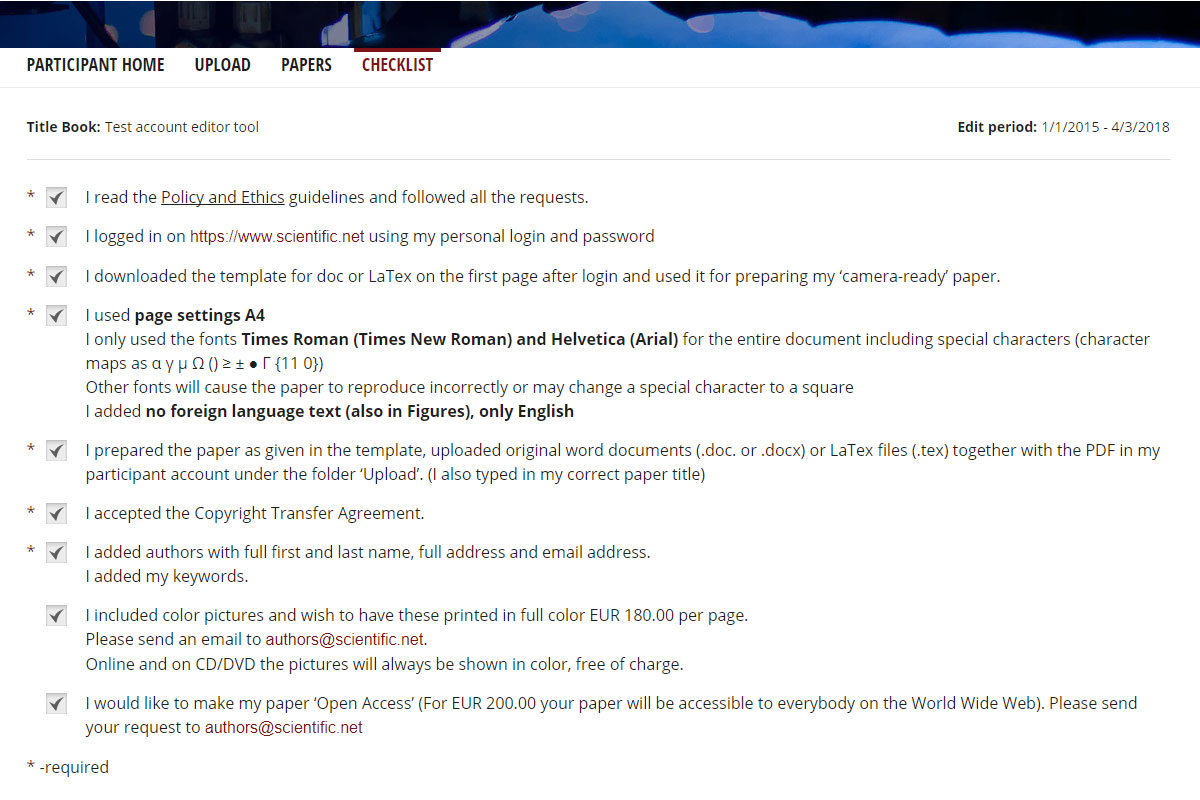 PARTICIPANT HOME UPLOAD PAPERS CHECKLIST
Title Book: Test account editor tool Edit period: 1/1/2015 - 4/3/2018
* I read the Policy and Ethics guidelines and followed all the requests.
* I logged in on https://www.scientific.net using my personal login and password
* I downloaded the template for doc or LaTex on the first page after login and used it for preparing my ‘camera-ready’ paper.
* I used page settings A4
I only used the fonts Times Roman (Times New Roman) and Helvetica (Arial) for the entire document including special characters (character
maps as α γ μ Ω () ≥ ± ● Γ {11 0})
Other fonts will cause the paper to reproduce incorrectly or may change a special character to a square
I added no foreign language text (also in Figures), only English
* I prepared the paper as given in the template, uploaded original word documents (.doc. or .docx) or LaTex files (.tex) together with the PDF in my
participant account under the folder ‘Upload’. (I also typed in my correct paper title)
* I accepted the Copyright Transfer Agreement.
* I added authors with full first and last name, full address and email address.
I added my keywords.
I included color pictures and wish to have these printed in full color EUR 180.00 per page.
Please send an email to authors@scientific.net.
Online and on CD/DVD the pictures will always be shown in color, free of charge.
I would like to make my paper ‘Open Access’ (For EUR 200.00 your paper will be accessible to everybody on the World Wide Web). Please send
your request to authors@scientific.net
* -required